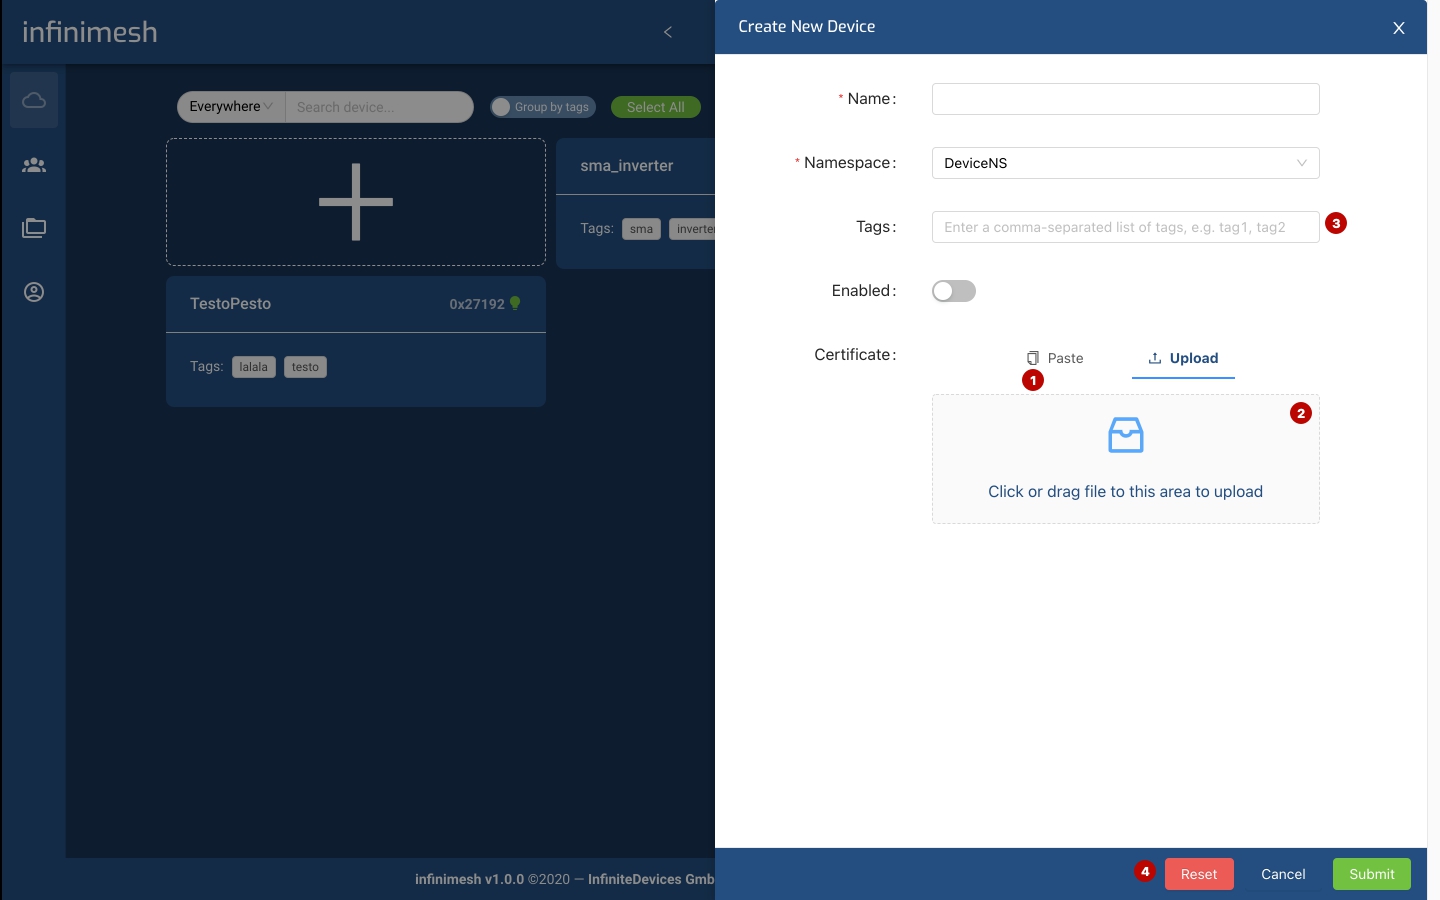 infinimesh
Everywhere
Search device...
Group by tags
Select All
sma_inverter
Tags: sma
TestoPesto
0x27192
Tags: lalala testo
infinimesh v1.0.0 ©2020 — InfiniteDevices
Create New Device
* Name:
* Namespace:
DeviceNS
Tags:
Enter a comma-separated list of tags, e.g. tag1, tag2
3
Enabled:
Certificate:
Paste
Upload
1
2
Click or drag file to this area to upload
4
Reset
Cancel
Submit